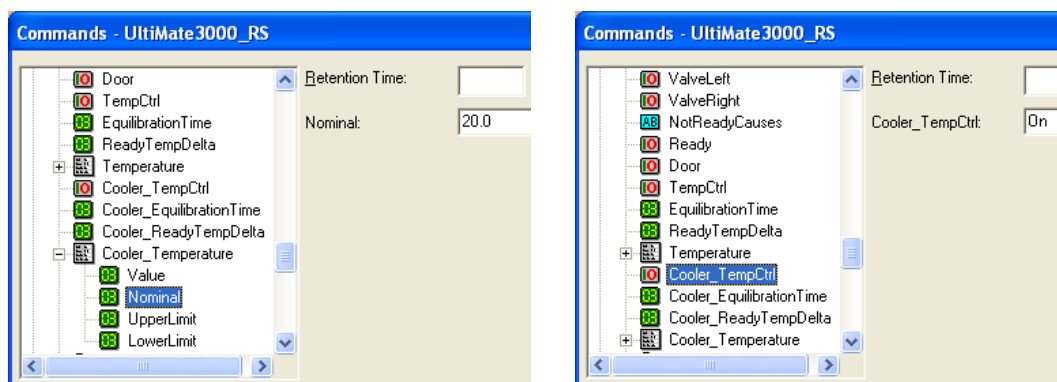 Commands - UltiMate3000_RS
Door
TempCtrl
EquilibrationTime
ReadyTempDelta
Temperature
Cooler_TempCtrl
Cooler_EquilibrationTime
Cooler_ReadyTempDelta
Cooler_Temperature
Value
Nominal
UpperLimit
LowerLimit
Retention Time:
Nominal: 20.0
Commands - UltiMate3000_RS
ValveLeft
ValveRight
AB NotReadyCauses
Ready
Door
TempCtrl
EquilibrationTime
ReadyTempDelta
Temperature
Cooler_TempCtrl
Cooler_EquilibrationTime
Cooler_ReadyTempDelta
Cooler_Temperature
Retention Time:
Cooler_TempCtrl: On